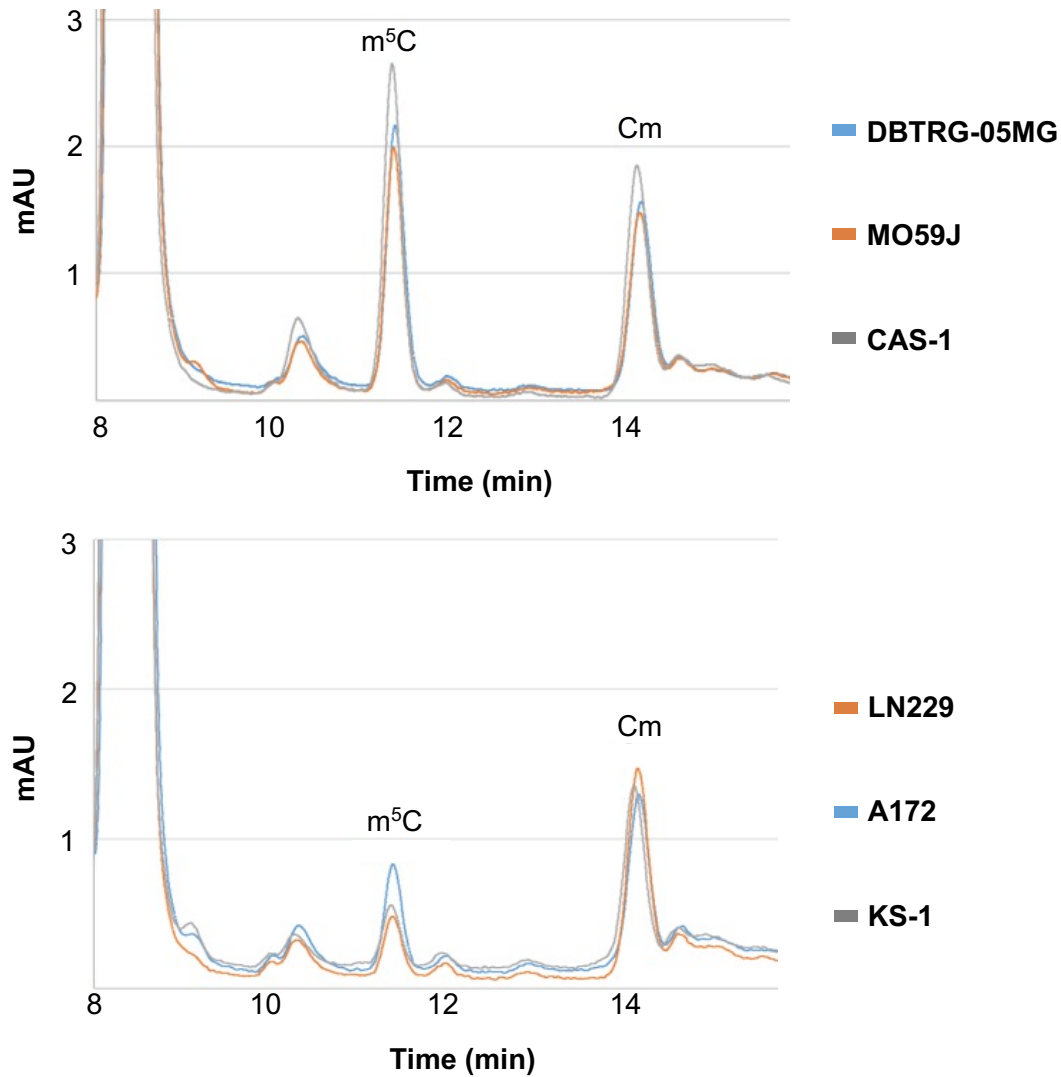 3
m⁵C
Cm
2
mAU
1
8 10 12 14
Time (min)
DBTRG-05MG
MO59J
CAS-1
3
2
Cm
mAU
m⁵C
1
8 10 12 14
Time (min)
LN229
A172
KS-1